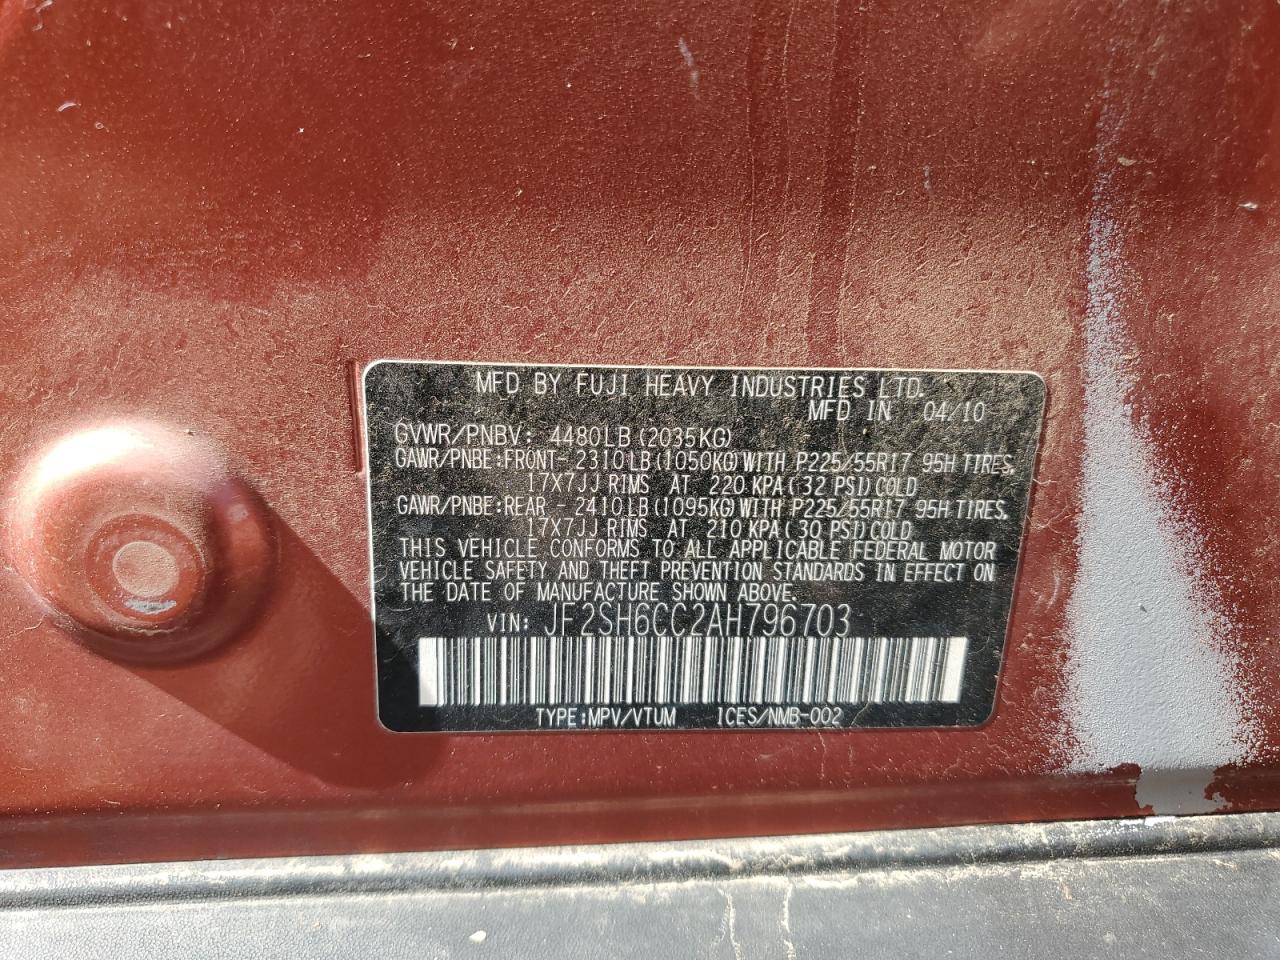 MFD BY FUJI HEAVY INDUSTRIES LTD.
MFD IN 04/10
GVWR/PNBV: 4480LB(2035KG)
GAWR/PNBE:FRONT- 2310LB(1050KG)WITH P225/55R17 95H TIRES,
17X7JJ RIMS AT 220 KPA(32 PSI)COLD
GAWR/PNBE:REAR - 2410LB(1095KG)WITH P225/55R17 95H TIRES,
17X7JJ RIMS AT 210 KPA(30 PSI)COLD
THIS VEHICLE CONFORMS TO ALL APPLICABLE FEDERAL MOTOR
VEHICLE SAFETY AND THEFT PREVENTION STANDARDS IN EFFECT ON
THE DATE OF MANUFACTURE SHOWN ABOVE.
VIN: JF2SH6CC2AH796703
TYPE:MPV/VTUM ICES/NMB-002